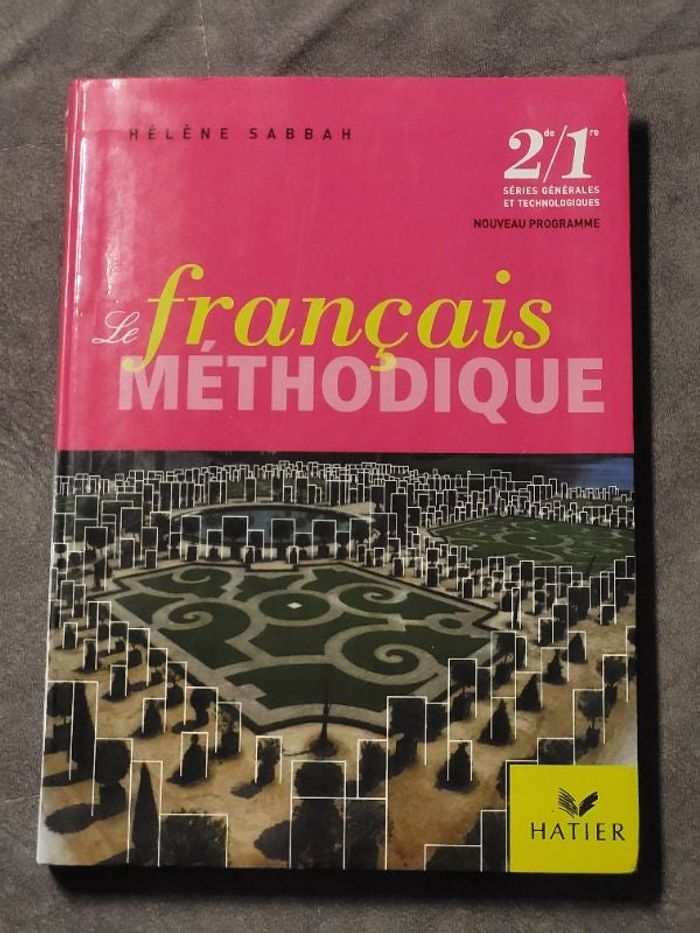 HÉLÈNE SABBAH
2de/1re
SÉRIES GÉNÉRALES
ET TECHNOLOGIQUES
NOUVEAU PROGRAMME
Le français
MÉTHODIQUE
HATIER